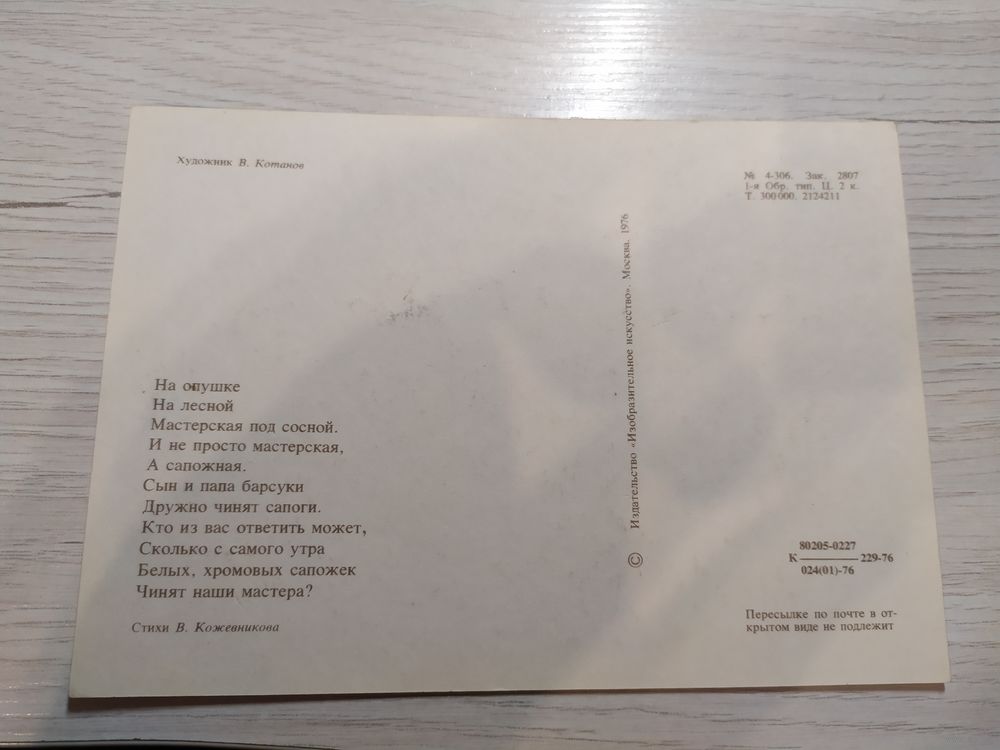 Художник В. Котанов
№ 4-306. Зак. 2807
1-я Обр. тип. Ц. 2 к.
Т. 300 000. 2124211
На опушке
На лесной
Мастерская под сосной.
И не просто мастерская,
А сапожная.
Сын и папа барсуки
Дружно чинят сапоги.
Кто из вас ответить может,
Сколько с самого утра
Белых, хромовых сапожек
Чинят наши мастера?
Стихи В. Кожевникова
© Издательство «Изобразительное искусство». Москва. 1976
80205-0227
К ——— 229-76
024(01)-76
Пересылке по почте в от-
крытом виде не подлежит